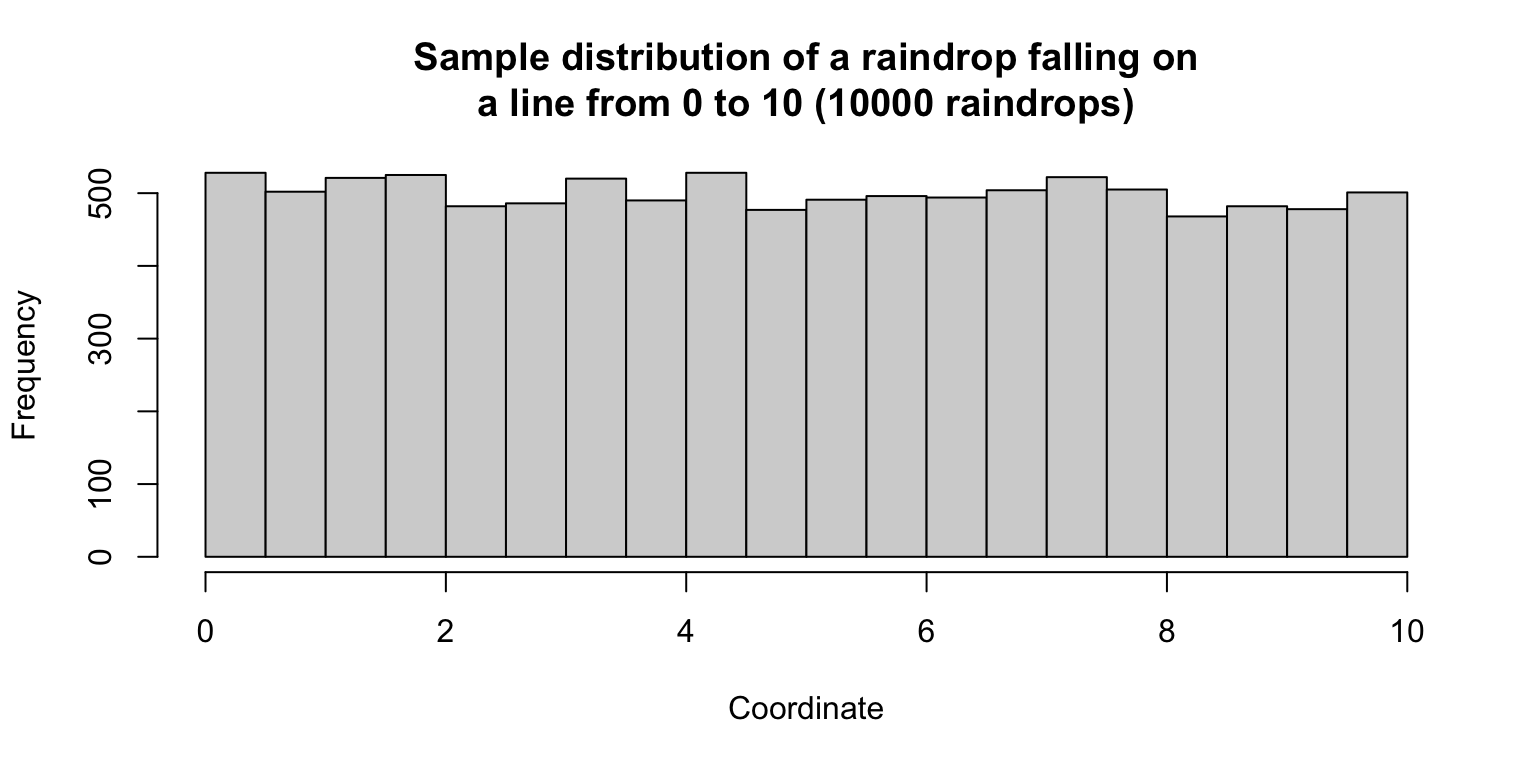 Sample distribution of a raindrop falling on
a line from 0 to 10 (10000 raindrops)
Frequency
500
300
100
0
0 2 4 6 8 10
Coordinate